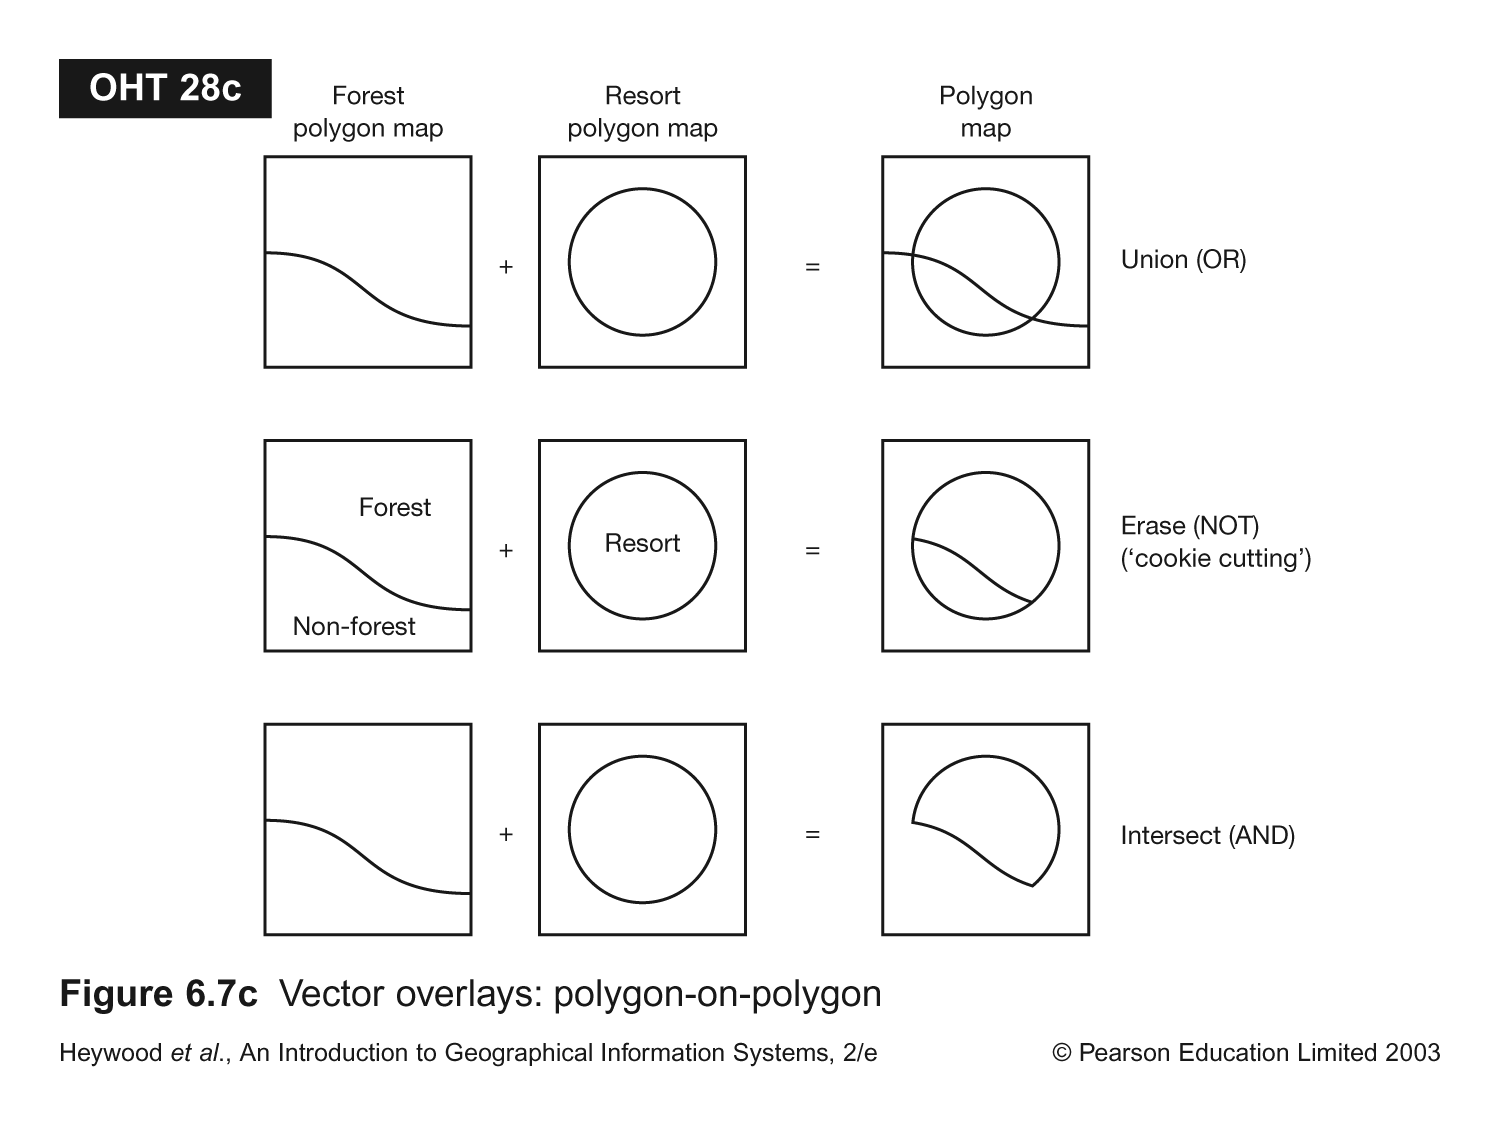 OHT 28c
Forest
polygon map
Resort
polygon map
Polygon
map
+
=
Union (OR)
Forest
Non-forest
+
Resort
=
Erase (NOT)
(‘cookie cutting’)
+
=
Intersect (AND)
Figure 6.7c Vector overlays: polygon-on-polygon
Heywood et al., An Introduction to Geographical Information Systems, 2/e
© Pearson Education Limited 2003